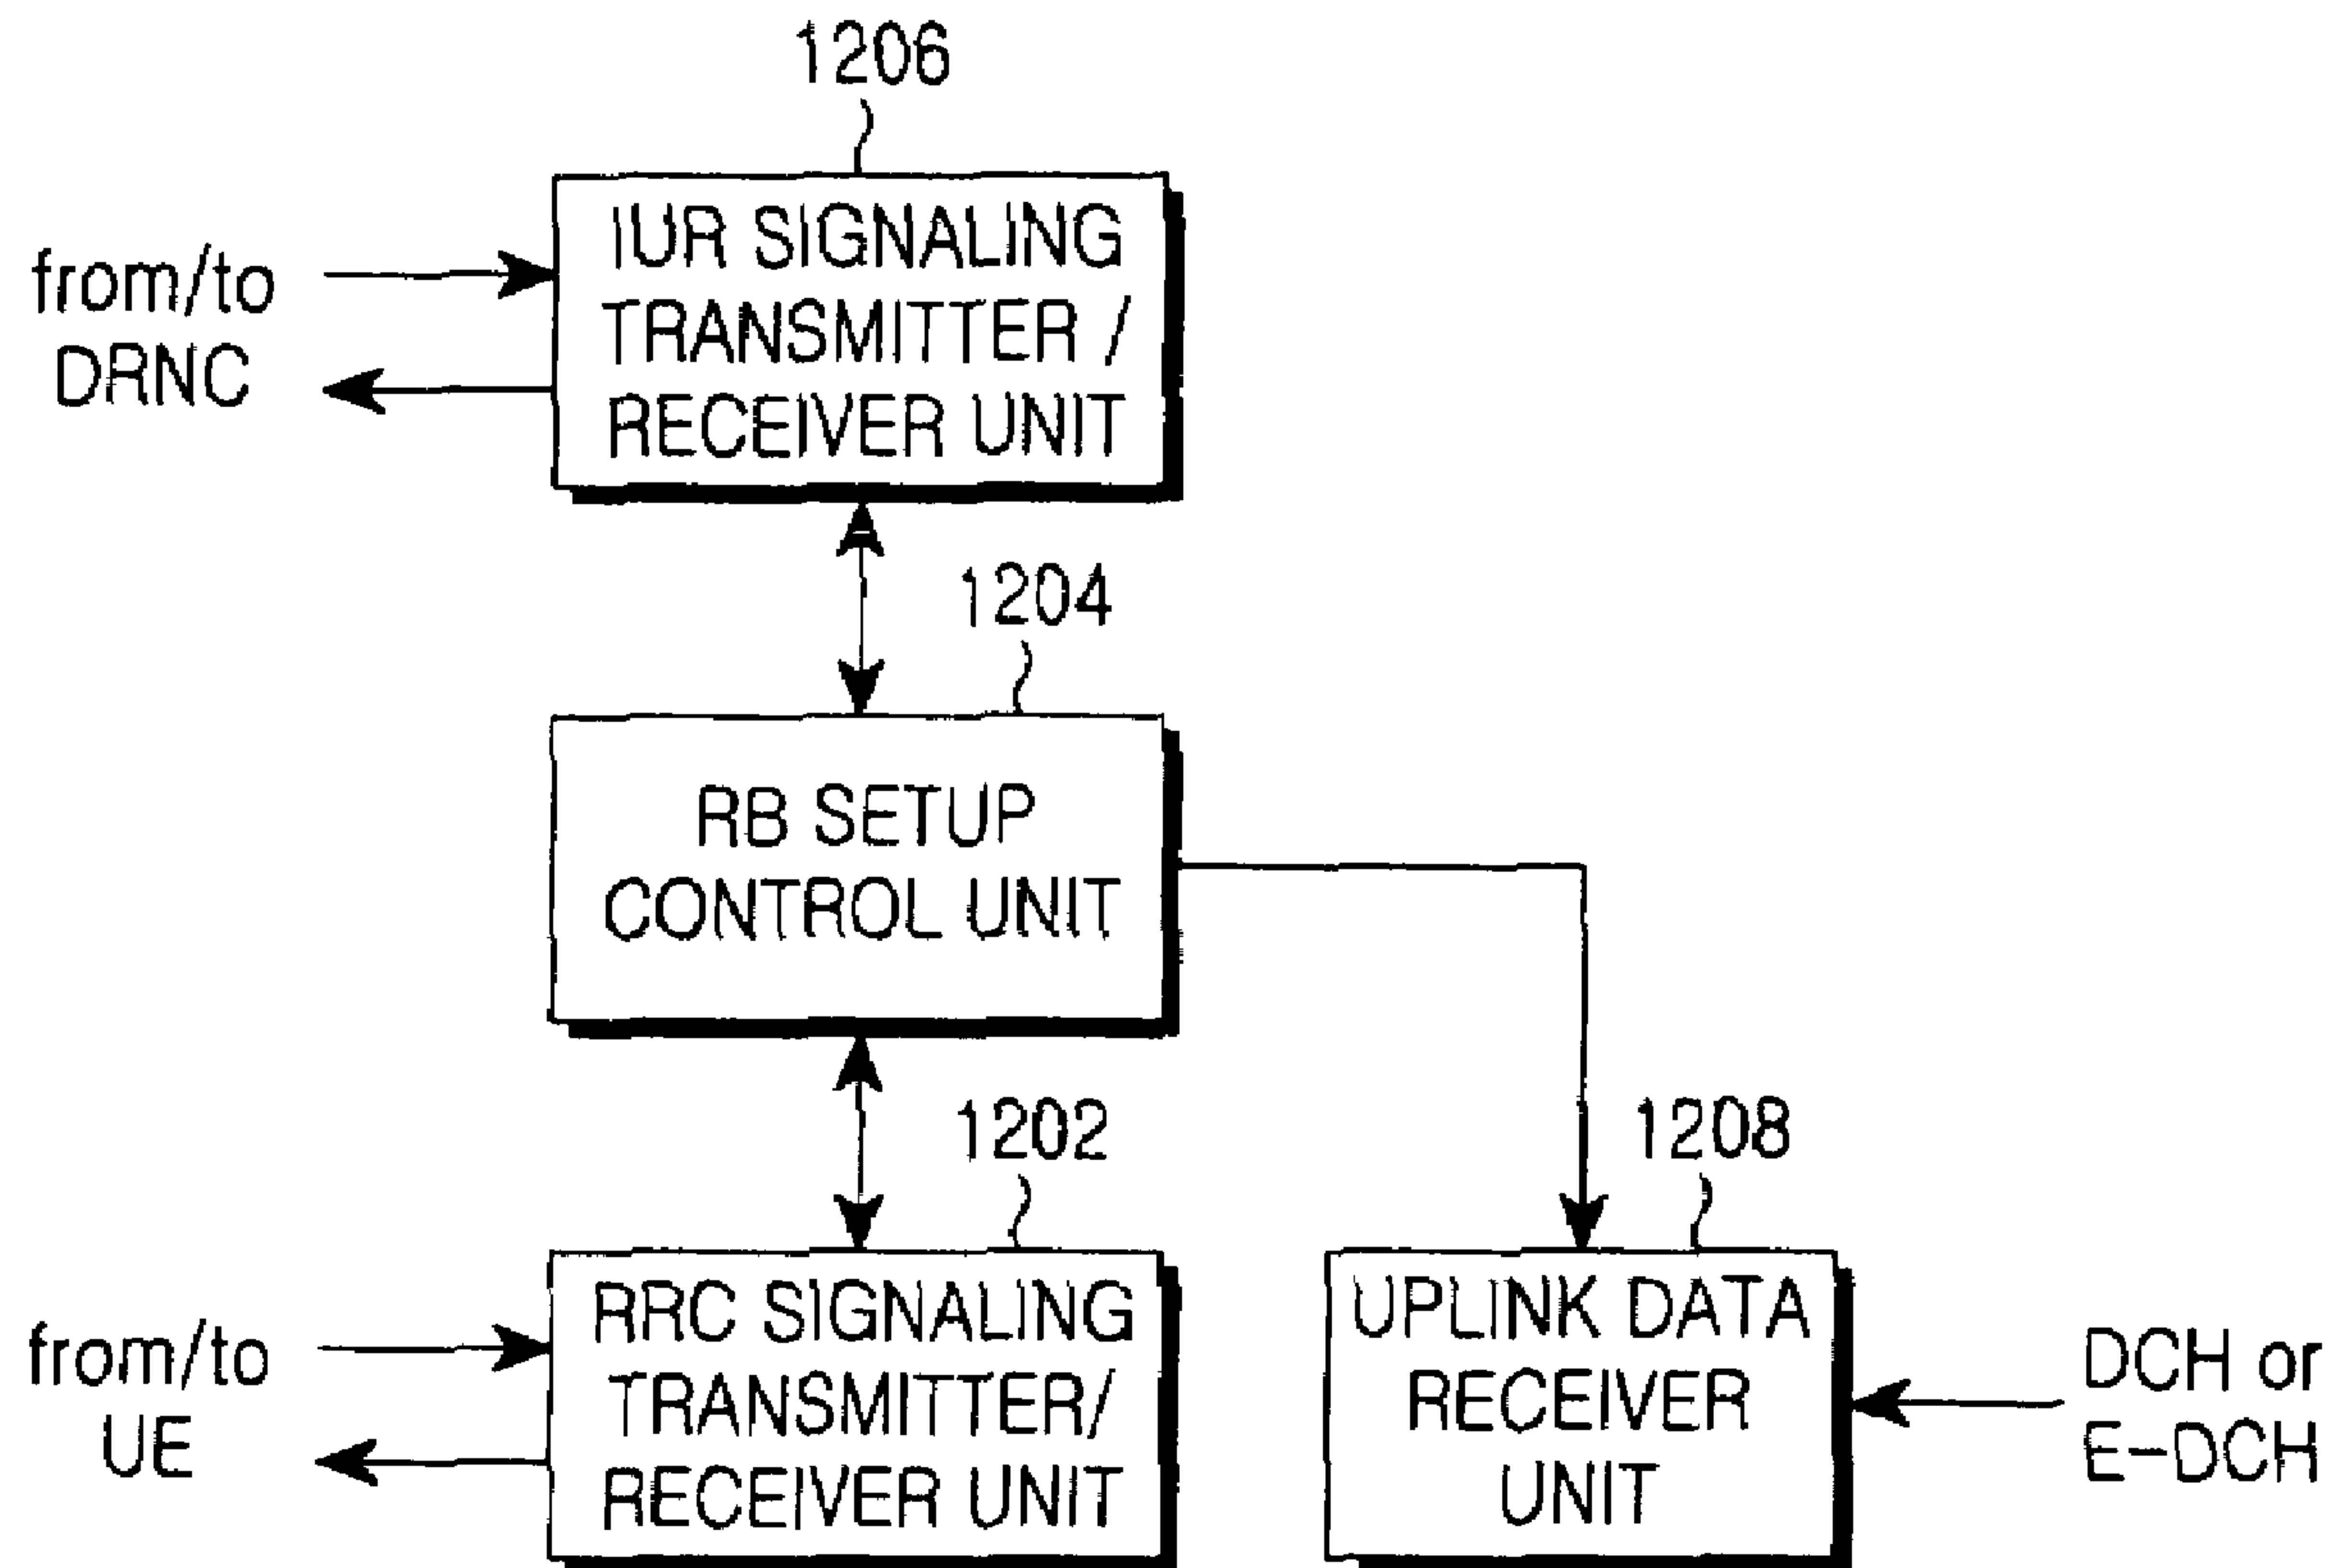 1206
IUR SIGNALING
TRANSMITTER /
RECEIVER UNIT
from/to
DRNC
1204
RB SETUP
CONTROL UNIT
1202
RRC SIGNALING
TRANSMITTER/
RECEIVER UNIT
from/to
UE
1208
UPLINK DATA
RECEIVER
UNIT
DCH or
E-DCH